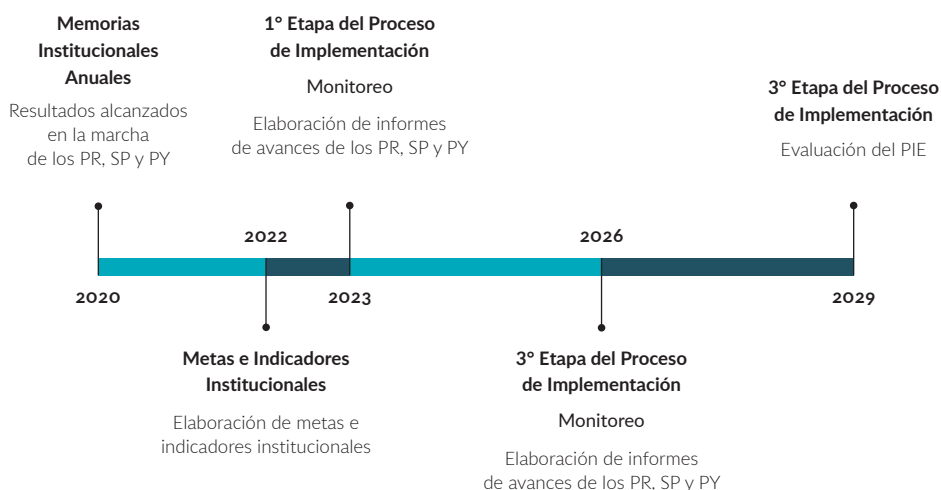 Memorias
Institucionales
Anuales
Resultados alcanzados
en la marcha
de los PR, SP y PY
1° Etapa del Proceso
de Implementación
Monitoreo
Elaboración de informes
de avances de los PR, SP y PY
3° Etapa del Proceso
de Implementación
Evaluación del PIE
2022
2026
2020
2023
2029
Metas e Indicadores
Institucionales
Elaboración de metas e
indicadores institucionales
3° Etapa del Proceso
de Implementación
Monitoreo
Elaboración de informes
de avances de los PR, SP y PY